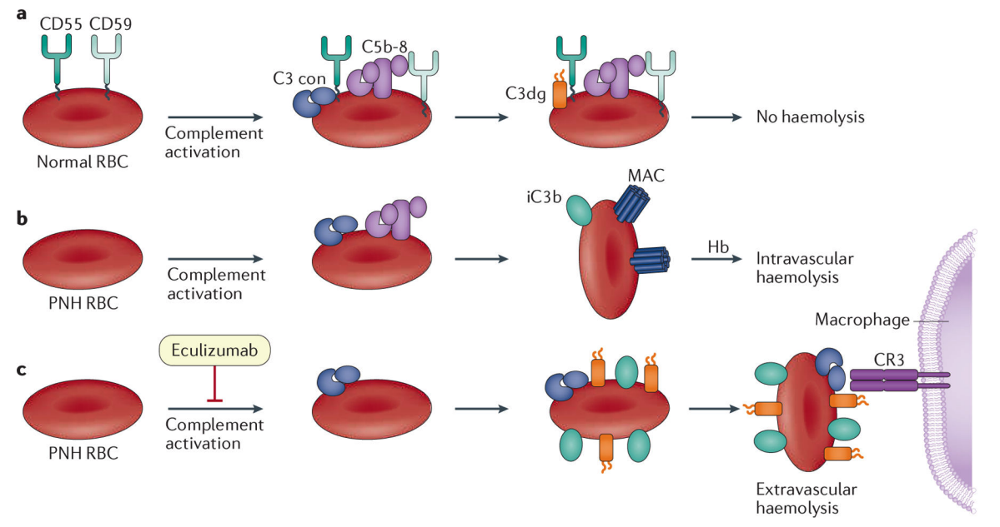 a
CD55 CD59
C5b-8
C3 con
C3dg
Complement
activation
No haemolysis
Normal RBC
b
iC3b
MAC
Complement
activation
Hb
Intravascular
haemolysis
PNH RBC
Macrophage
c
Eculizumab
CR3
Complement
activation
PNH RBC
Extravascular
haemolysis